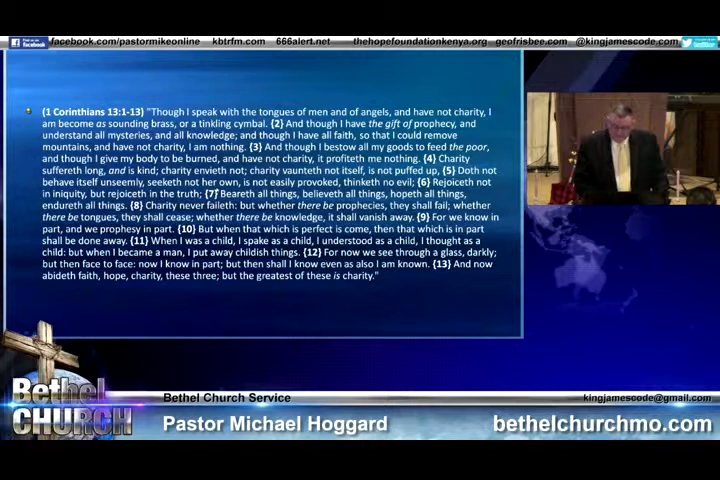 facebook.com/pastormikeonline kbtrfm.com 666alert.net thehopefoundationkenya.org geofrisbee.com @kingjamescode
(1 Corinthians 13:1-13) "Though I speak with the tongues of men and of angels, and have not charity, I
am become as sounding brass, or a tinkling cymbal. {2} And though I have the gift of prophecy, and
understand all mysteries, and all knowledge; and though I have all faith, so that I could remove
mountains, and have not charity, I am nothing. {3} And though I bestow all my goods to feed the poor,
and though I give my body to be burned, and have not charity, it profiteth me nothing. {4} Charity
suffereth long, and is kind; charity envieth not; charity vaunteth not itself, is not puffed up, {5} Doth not
behave itself unseemly, seeketh not her own, is not easily provoked, thinketh no evil; {6} Rejoiceth not
in iniquity, but rejoiceth in the truth; {7} Beareth all things, believeth all things, hopeth all things,
endureth all things. {8} Charity never faileth: but whether there be prophecies, they shall fail; whether
there be tongues, they shall cease; whether there be knowledge, it shall vanish away. {9} For we know in
part, and we prophesy in part. {10} But when that which is perfect is come, then that which is in part
shall be done away. {11} When I was a child, I spake as a child, I understood as a child, I thought as a
child: but when I became a man, I put away childish things. {12} For now we see through a glass, darkly;
but then face to face: now I know in part; but then shall I know even as also I am known. {13} And now
abideth faith, hope, charity, these three; but the greatest of these is charity."
Bethel
CHURCH
Bethel Church Service kingjamescode@gmail.com
Pastor Michael Hoggard bethelchurchmo.com